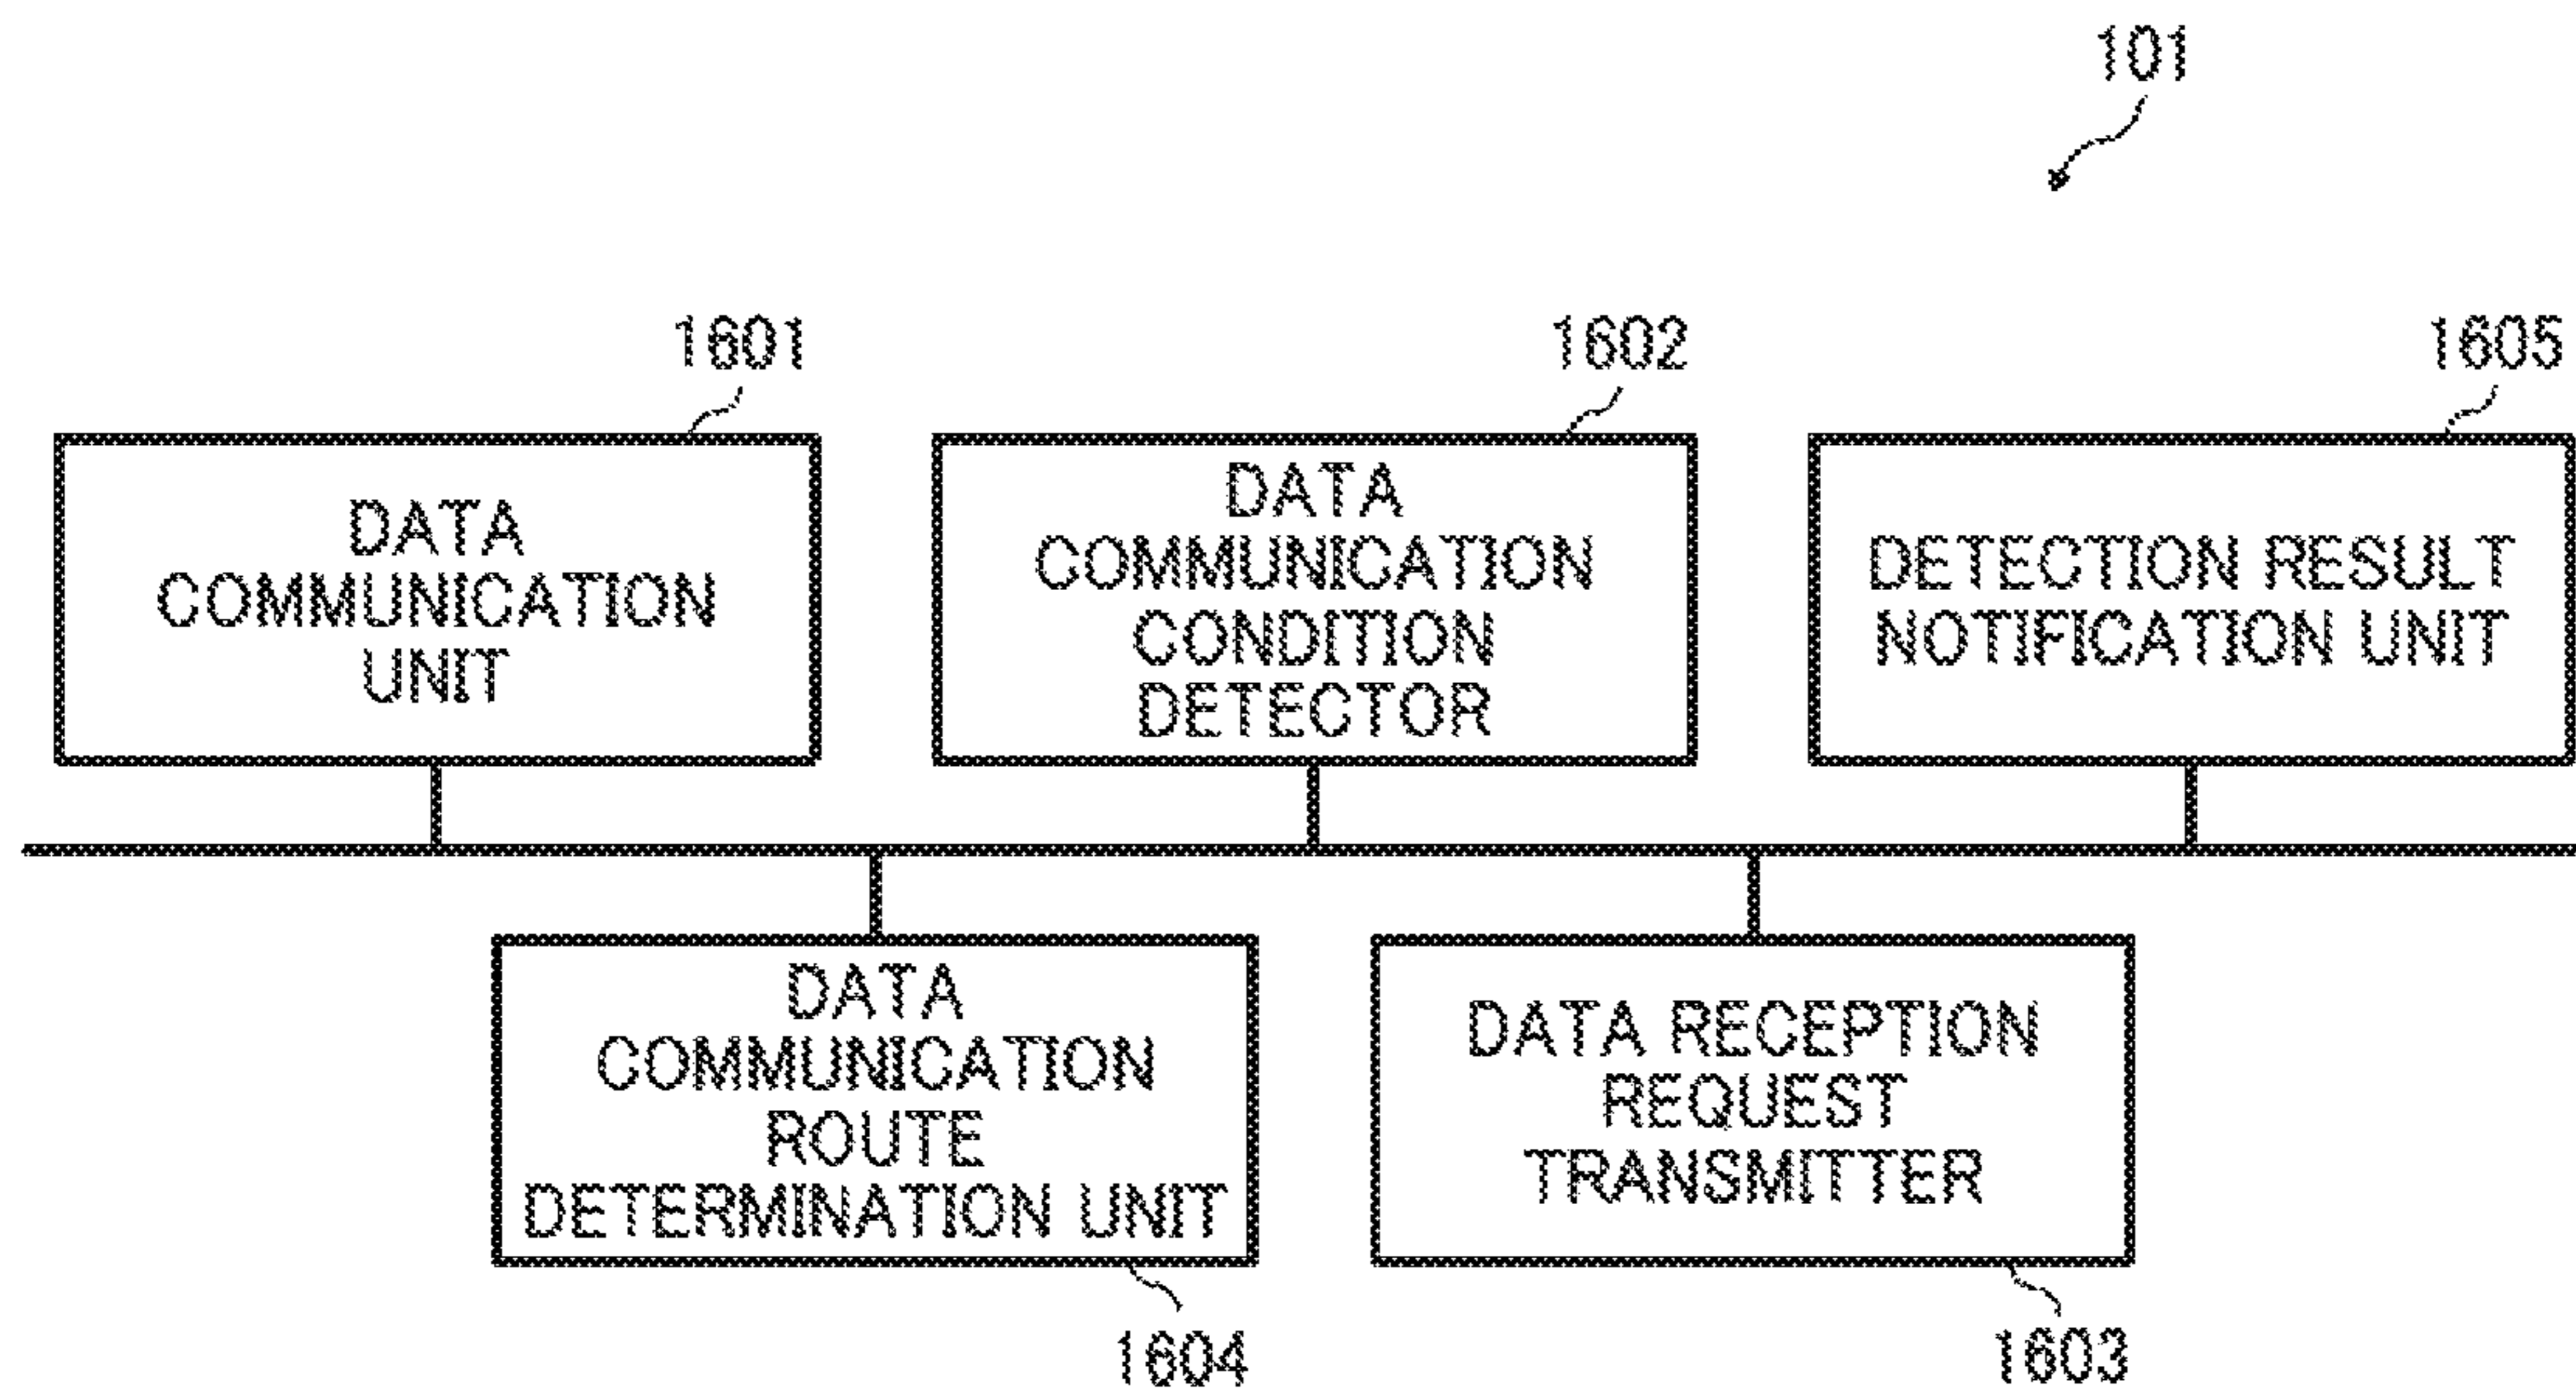 101
1601
1602
1605
DATA
COMMUNICATION
UNIT
DATA
COMMUNICATION
CONDITION
DETECTOR
DETECTION RESULT
NOTIFICATION UNIT
DATA
COMMUNICATION
ROUTE
DETERMINATION UNIT
DATA RECEPTION
REQUEST
TRANSMITTER
1604
1603